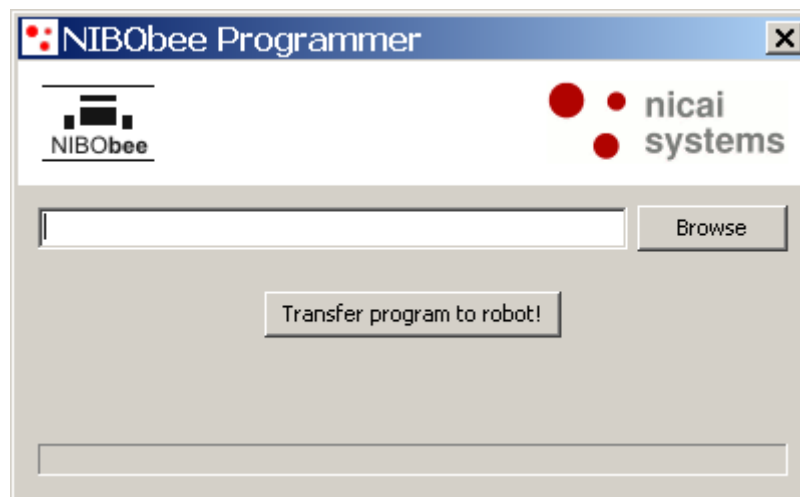 NIBObee Programmer
NIBObee
nicai
systems
Browse
Transfer program to robot!